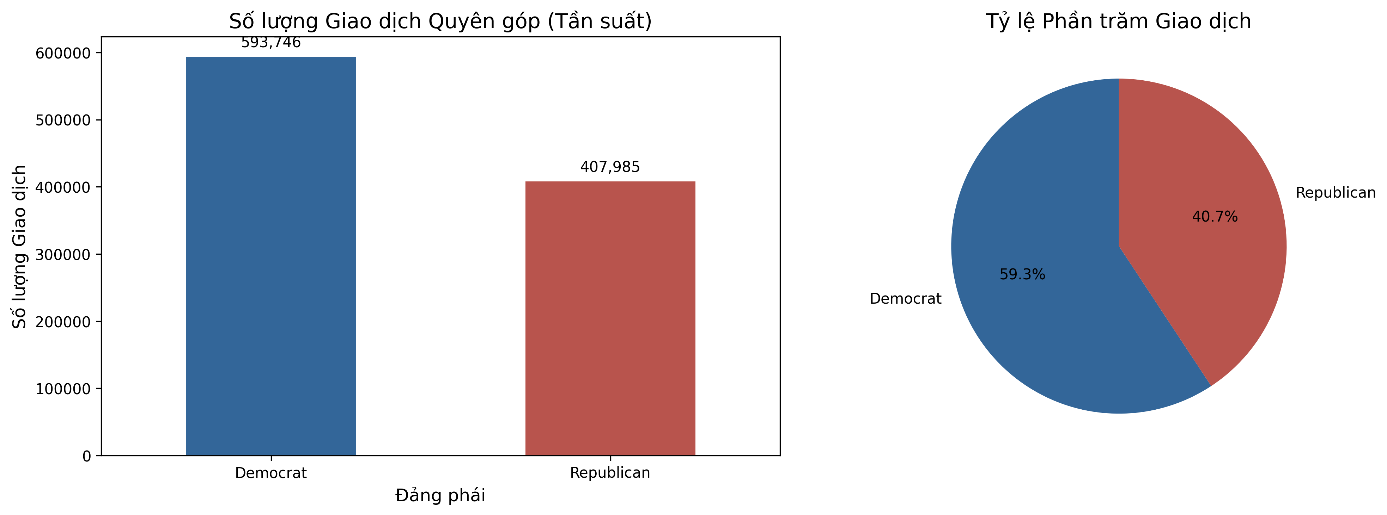 Số lượng Giao dịch Quyên góp (Tần suất)
Số lượng Giao dịch
600000
500000
400000
300000
200000
100000
0
593,746
407,985
Democrat
Republican
Đảng phái
Tỷ lệ Phần trăm Giao dịch
Republican
40.7%
59.3%
Democrat